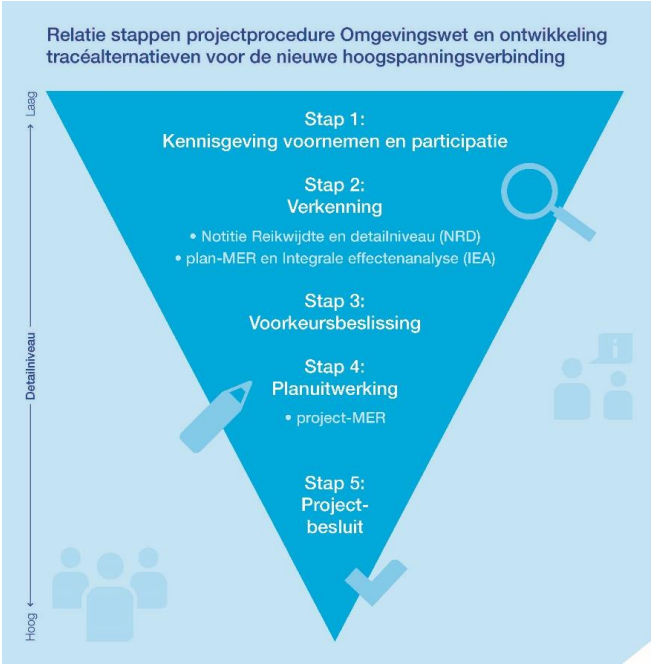 Relatie stappen projectprocedure Omgevingswet en ontwikkeling
tracéalternatieven voor de nieuwe hoogspanningsverbinding
Laag
Detailniveau
Hoog
Stap 1:
Kennisgeving voornemen en participatie
Stap 2:
Verkenning
• Notitie Reikwijdte en detailniveau (NRD)
• plan-MER en Integrale effectenanalyse (IEA)
Stap 3:
Voorkeursbeslissing
Stap 4:
Planuitwerking
• project-MER
Stap 5:
Project-
besluit
i